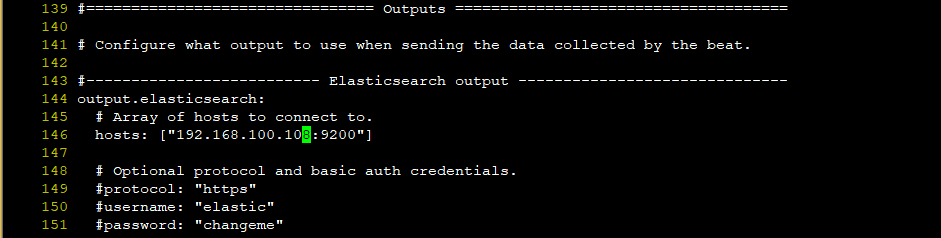 139 #================================ Outputs =====================================
140
141 # Configure what output to use when sending the data collected by the beat.
142
143 #-------------------------- Elasticsearch output ------------------------------
144 output.elasticsearch:
145   # Array of hosts to connect to.
146   hosts: ["192.168.100.108:9200"]
147
148   # Optional protocol and basic auth credentials.
149   #protocol: "https"
150   #username: "elastic"
151   #password: "changeme"